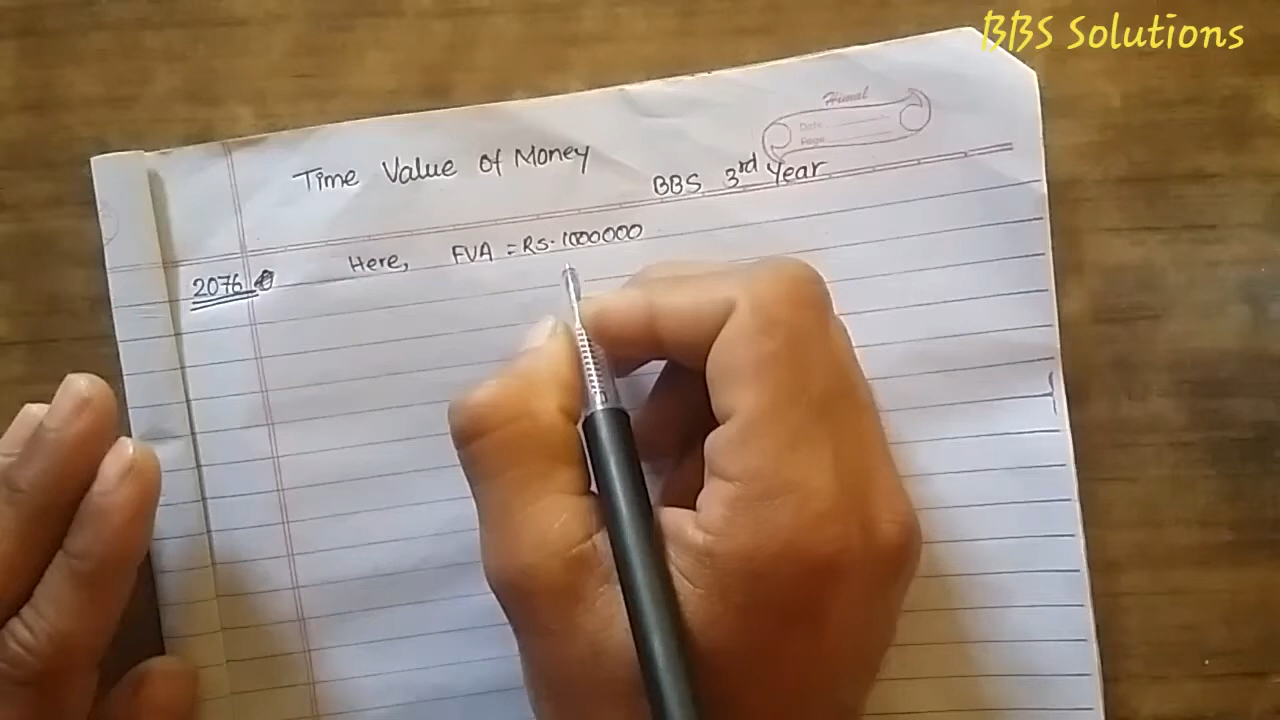 BBS Solutions
Himal
Date
Page
Time Value of Money
BBS 3rd Year
2076
Here, FVA = Rs. 1000000